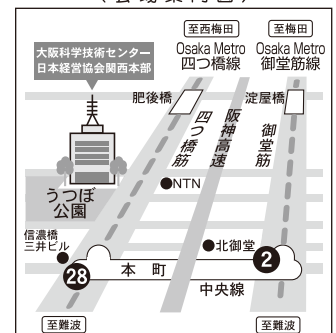 (会場案内図)
至西梅田
至梅田
大阪科学技術センター
日本経営協会関西本部
Osaka Metro
四つ橋線
Osaka Metro
御堂筋線
肥後橋
淀屋橋
四つ橋筋
阪神高速
御堂筋
NTN
うつぼ
公園
信濃橋
三井ビル
北御堂
28
本町
2
中央線
至難波
至難波